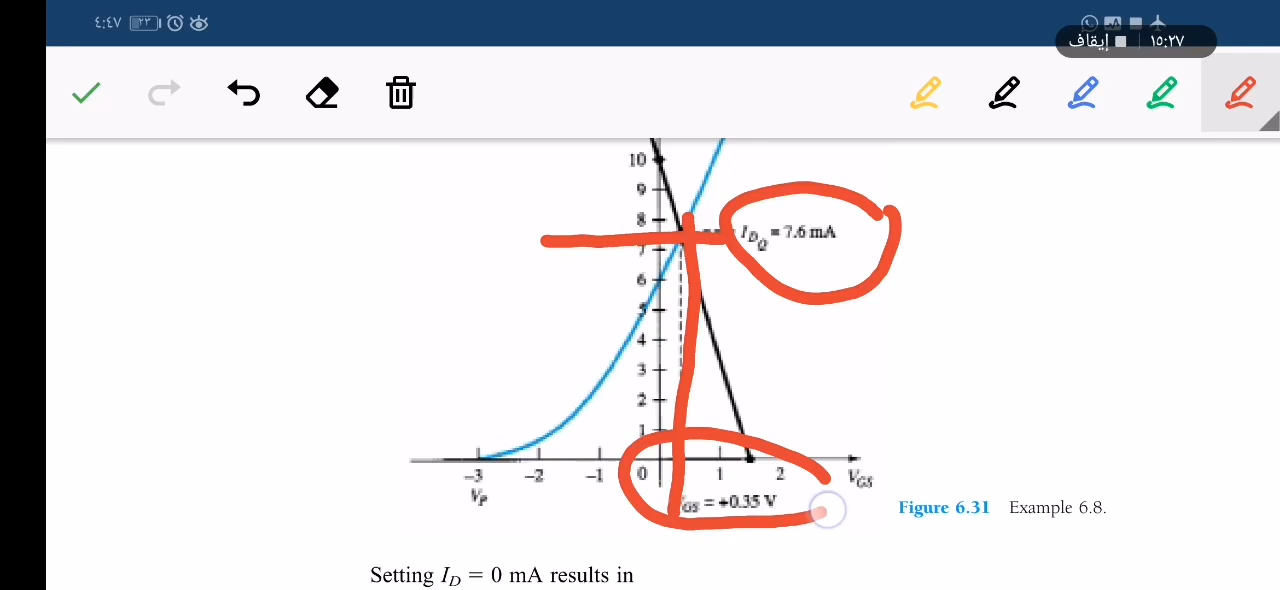 ٤:٤٧ ٢٣
١٥:٢٧ إيقاف
10
9
8
7
6
5
4
3
2
1
I_DQ = 7.6 mA
-3 -2 -1 0 1 2 V_GS
V_P
GS = +0.35 V
Figure 6.31 Example 6.8.
Setting I_D = 0 mA results in